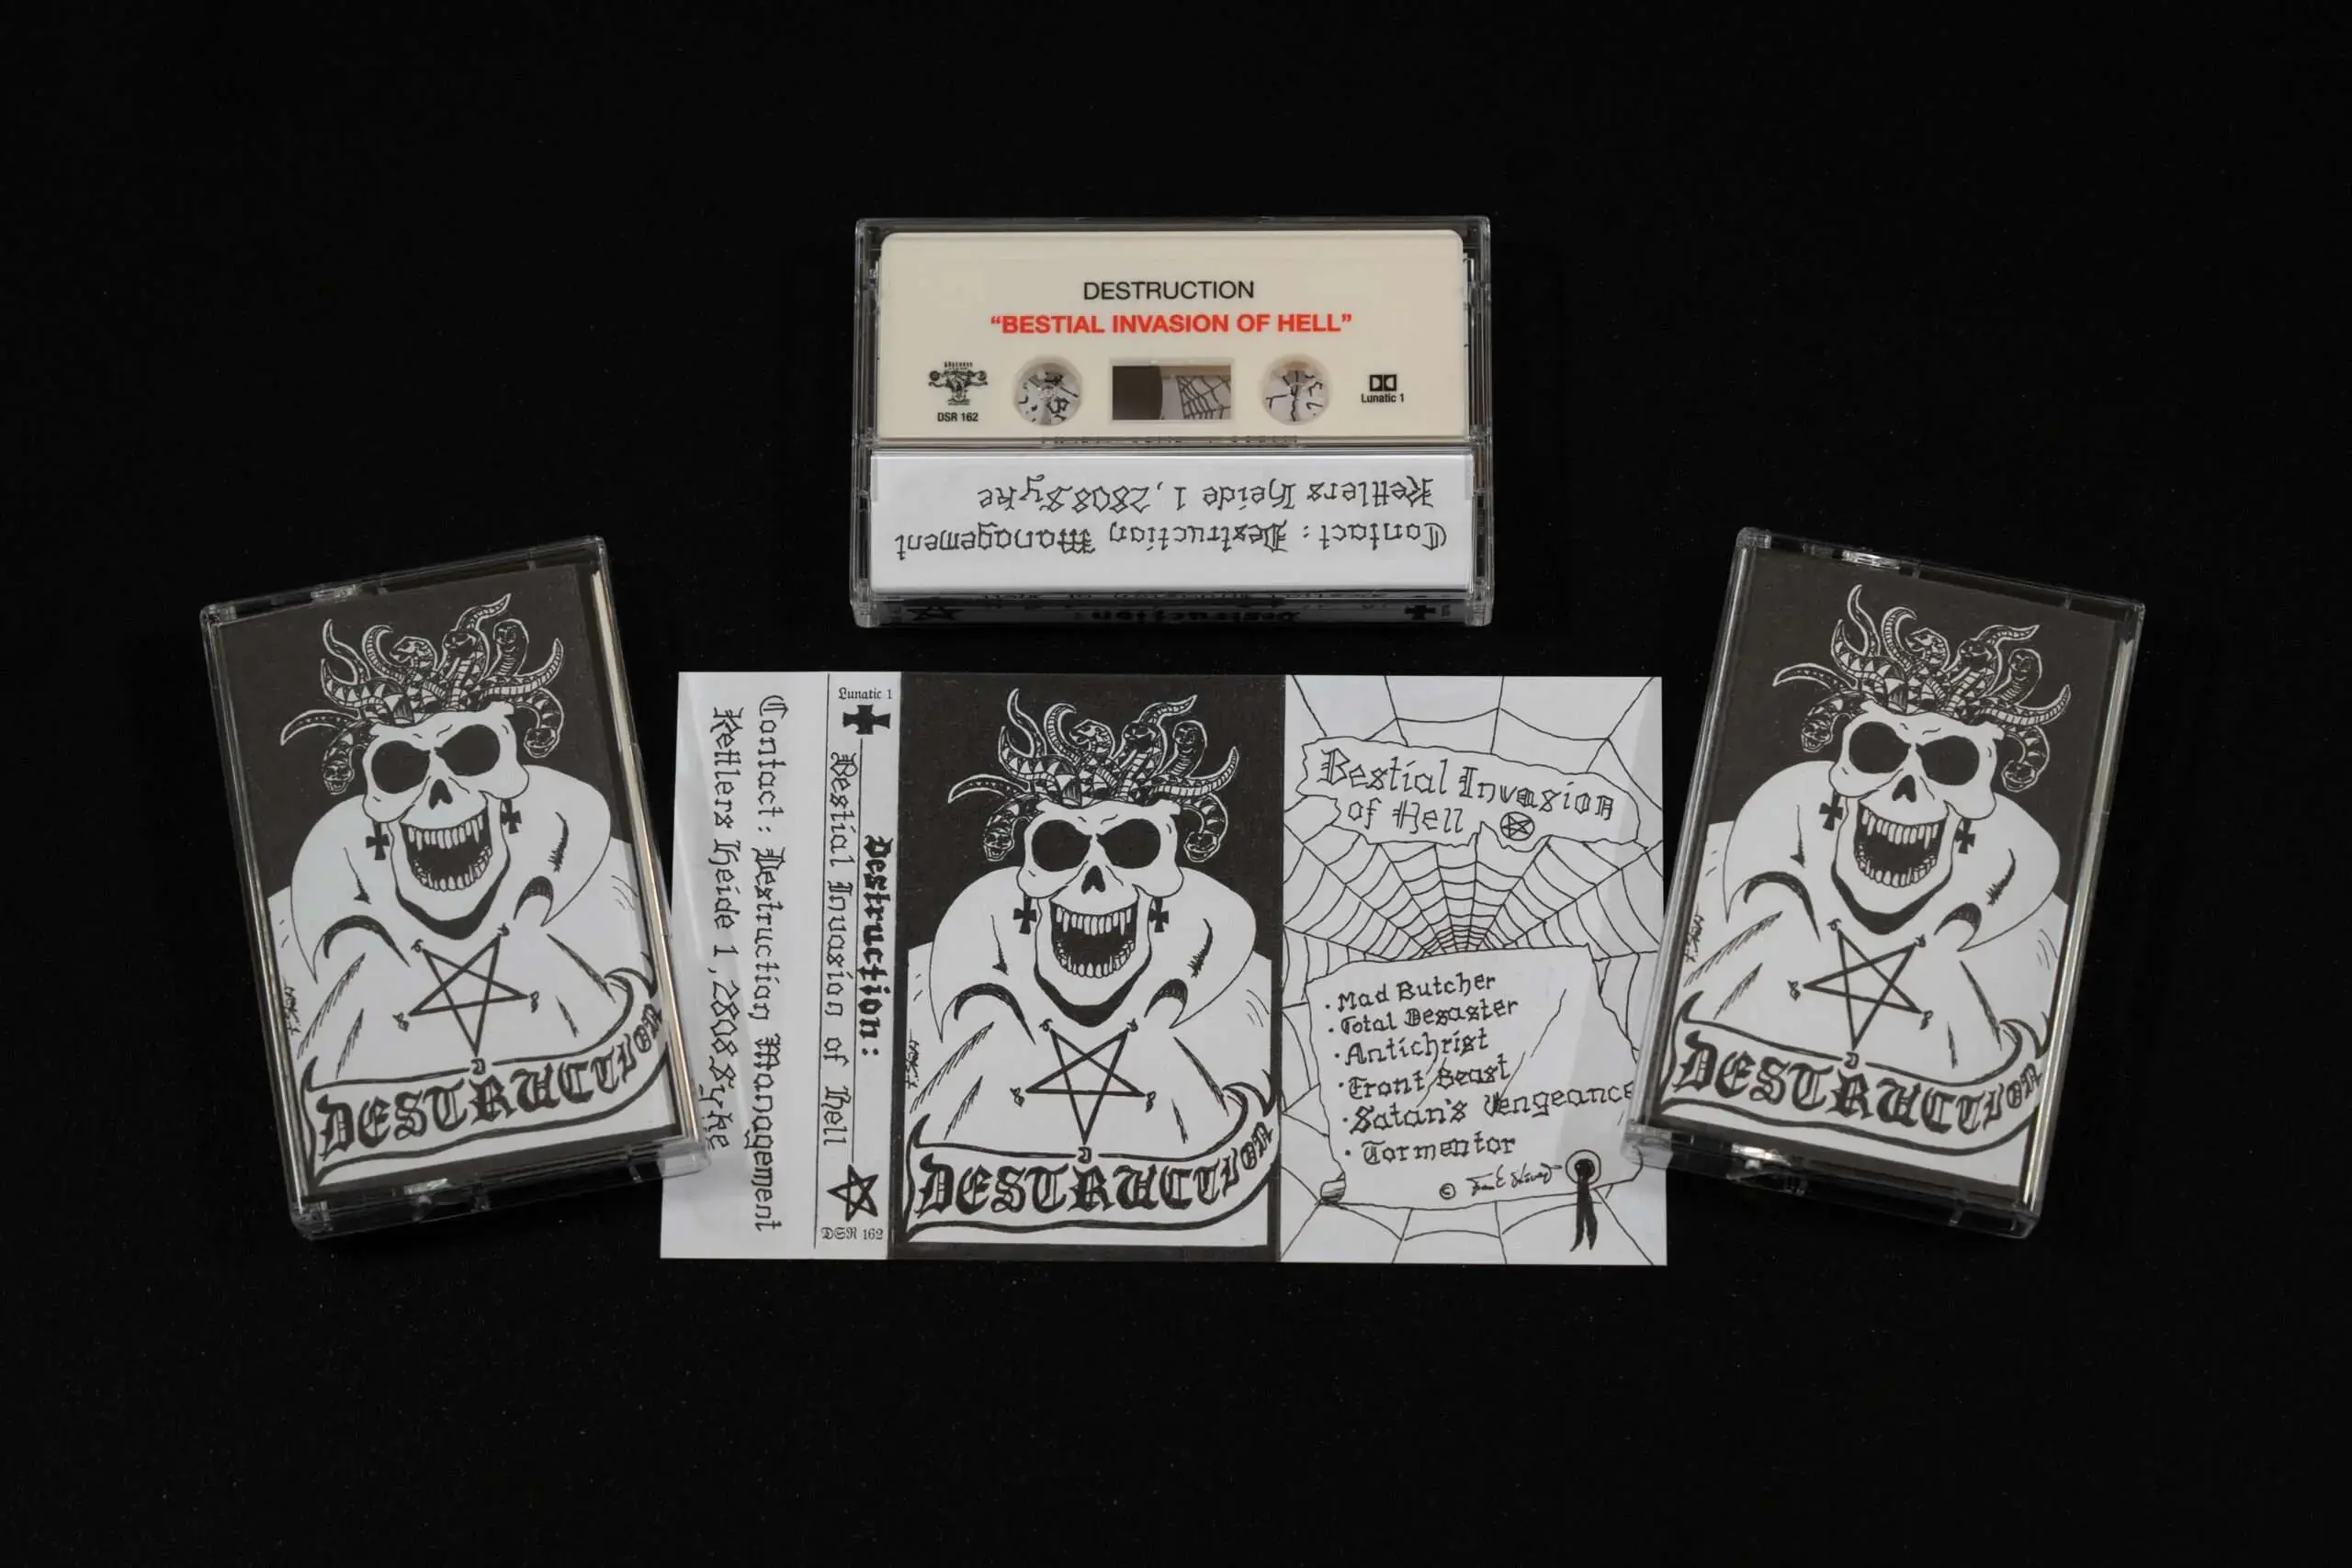 DESTRUCTION
“BESTIAL INVASION OF HELL”
DSR 162
Lunatic 1
Contact: Destruction Management
Kettlers Heide 1, 2808 Syke
Destruction:
DESTRUCTION
Contact: Destruction Management
Kettlers Heide 1, 2808 Syke
Lunatic 1
Destruction:
Bestial Invasion of Hell
DSR 162
DESTRUCTION
Bestial Invasion
of Hell
· Mad Butcher
· Total Desaster
· Antichrist
· Front Beast
· Satan's Vengeance
· Tormentor
©
DESTRUCTION